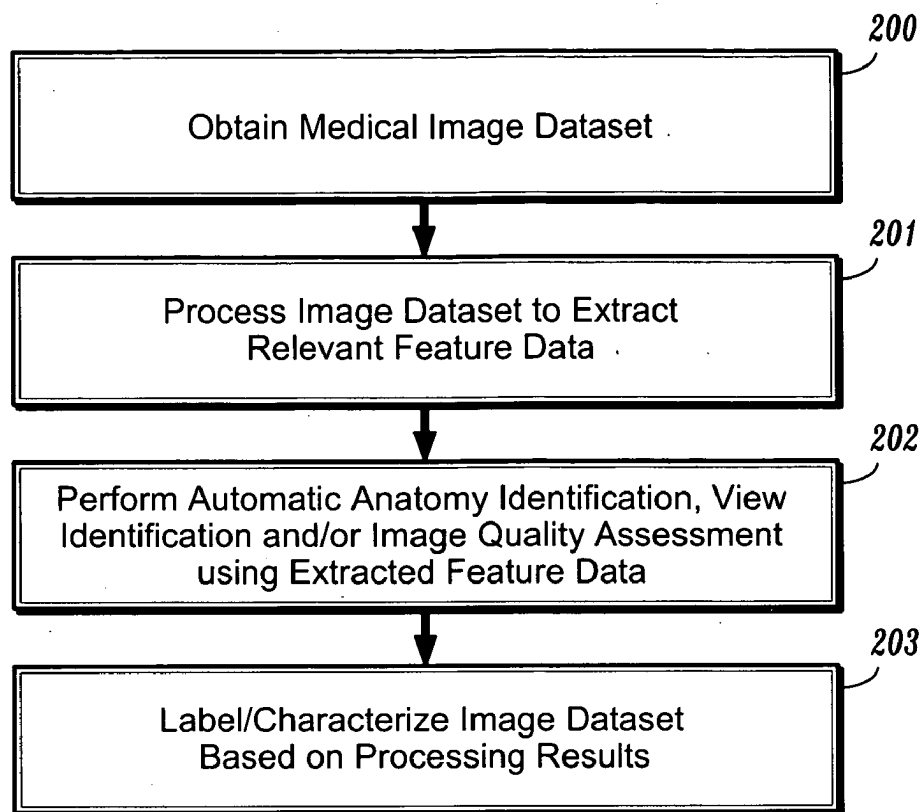 200
Obtain Medical Image Dataset
201
Process Image Dataset to Extract
Relevant Feature Data
202
Perform Automatic Anatomy Identification, View
Identification and/or Image Quality Assessment
using Extracted Feature Data
203
Label/Characterize Image Dataset
Based on Processing Results